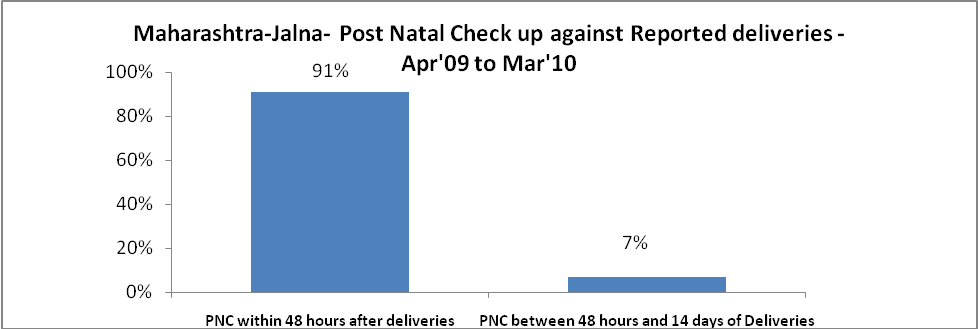 Maharashtra-Jalna- Post Natal Check up against Reported deliveries -
Apr'09 to Mar'10
100%
91%
80%
60%
40%
20%
7%
0%
PNC within 48 hours after deliveries
PNC between 48 hours and 14 days of Deliveries